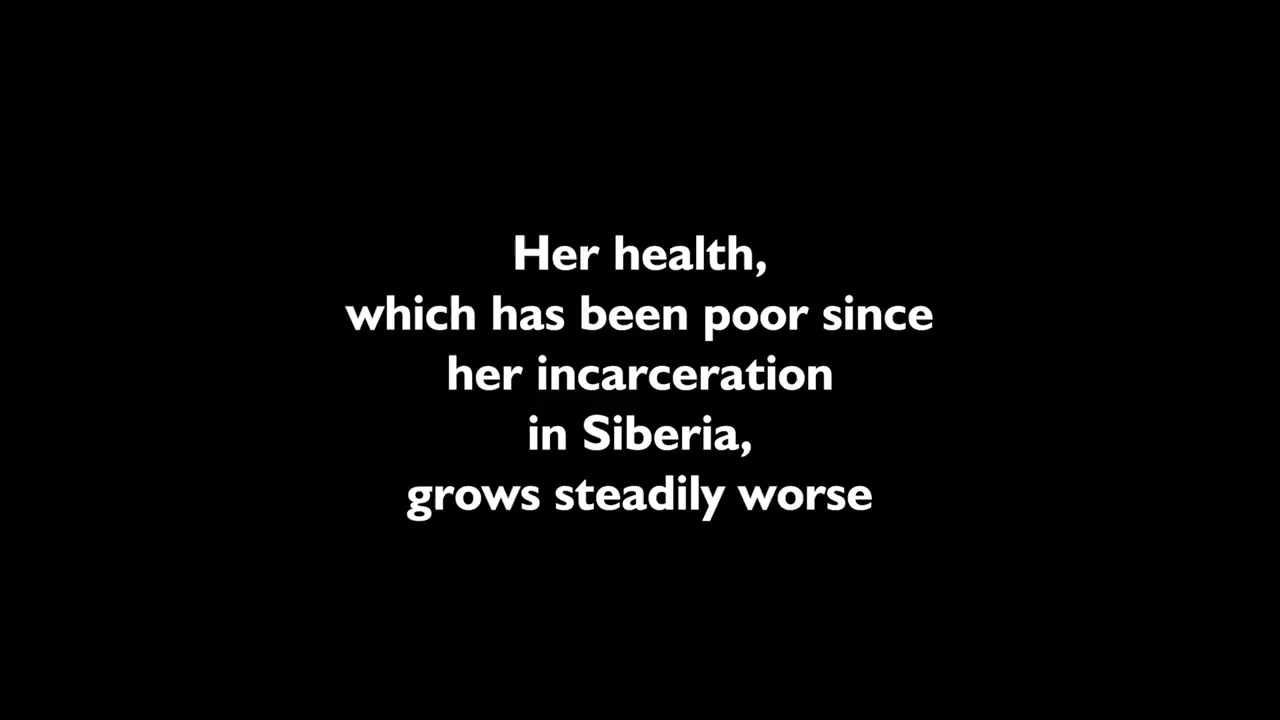 Her health,
which has been poor since
her incarceration
in Siberia,
grows steadily worse